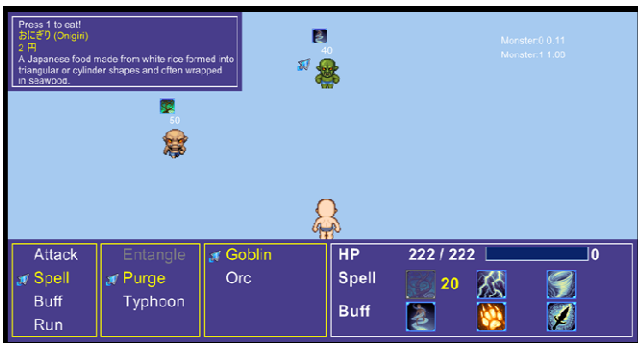 Press 1 to eat!
おにぎり (Onigiri)
2 円
A Japanese food made from white rice formed into
triangular or cylinder shapes and often wrapped
in seawood.
40
Monster:0 0.11
Monster:1 1.00
50
Attack
Spell
Buff
Run
Entangle
Purge
Typhoon
Goblin
Orc
HP 222 / 222 0
Spell 20
Buff